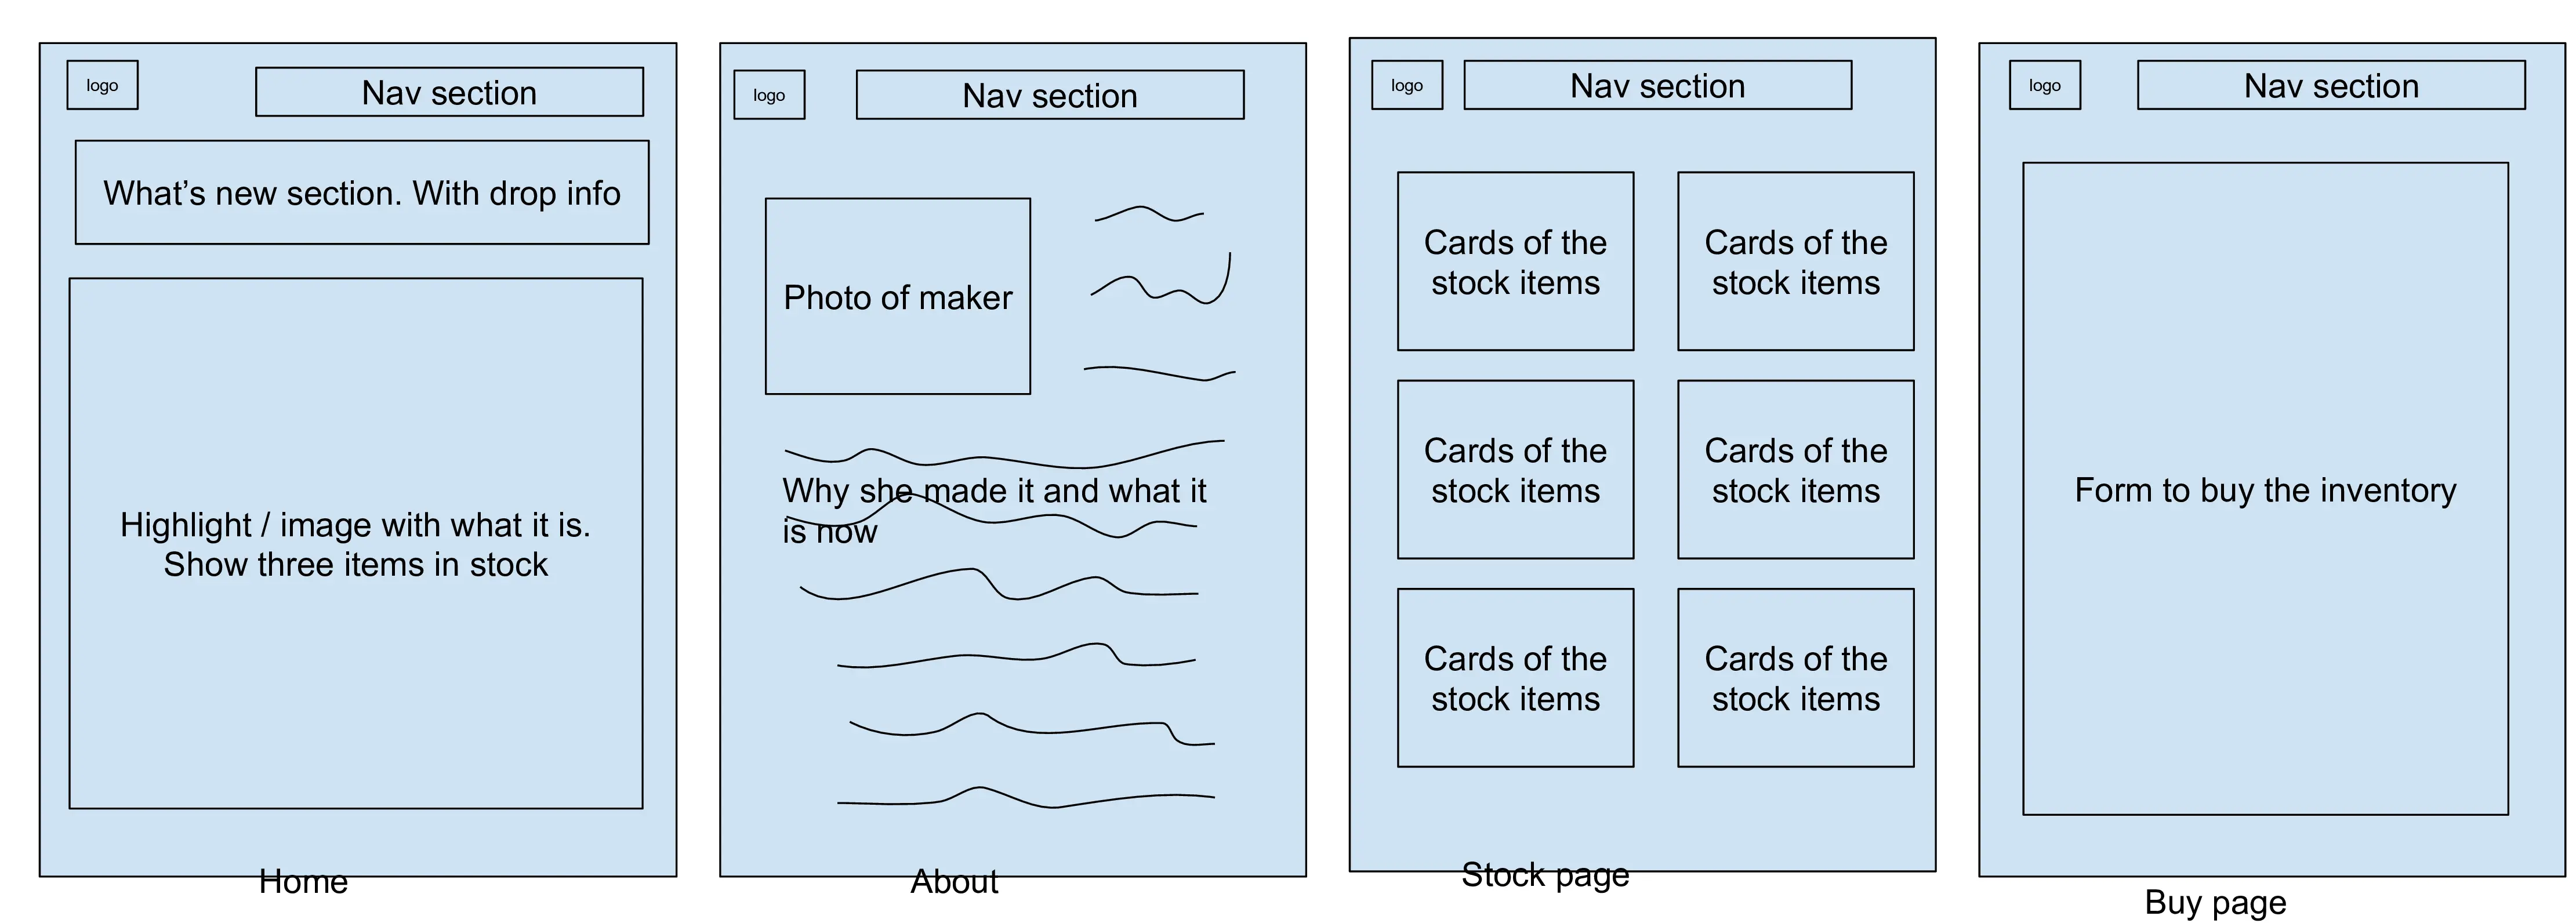 logo
Nav section
What's new section. With drop info
Highlight / image with what it is.
Show three items in stock
Home
logo
Nav section
Photo of maker
Why she made it and what it
is now
About
logo
Nav section
Cards of the
stock items
Cards of the
stock items
Cards of the
stock items
Cards of the
stock items
Cards of the
stock items
Cards of the
stock items
Stock page
logo
Nav section
Form to buy the inventory
Buy page